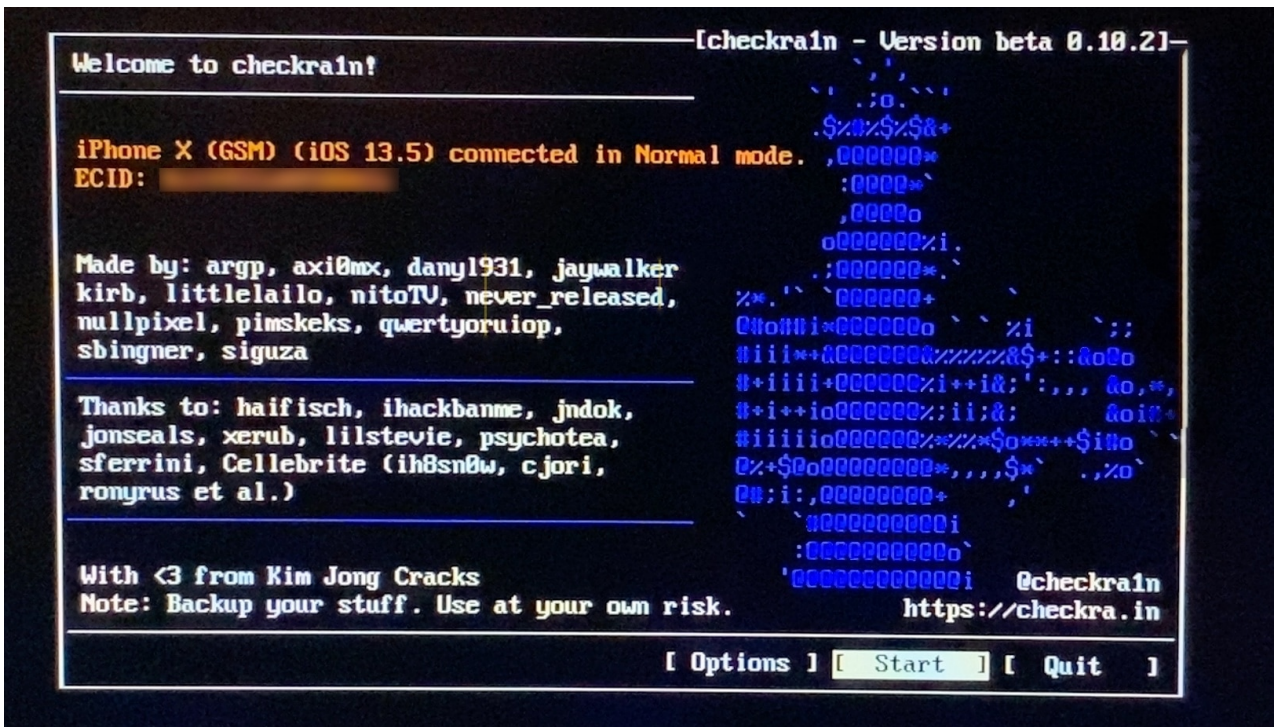 [checkra1n - Version beta 0.10.2]
Welcome to checkra1n!
iPhone X (GSM) (iOS 13.5) connected in Normal mode.
ECID:
Made by: argp, axi0mx, danyl931, jaywalker
kirb, littlelailo, nitoTV, never_released,
nullpixel, pimskeks, qwertyoruiop,
sbingner, siguza
Thanks to: haifisch, ihackbanme, jndok,
jonseals, xerub, lilstevie, psychotea,
sferrini, Cellebrite (ih8sn0w, cjori,
ronyrus et al.)
With <3 from Kim Jong Cracks
Note: Backup your stuff. Use at your own risk.
@checkra1n
https://checkra.in
[ Options ] [ Start ] [ Quit ]